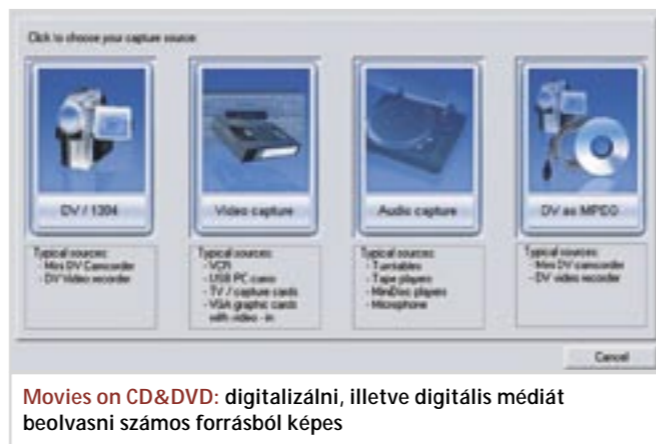 Click to choose your capture source:
DV / 1394
Video capture
Audio capture
DV as MPEG
Typical sources:
- Mini DV Camcorder
- DV Video recorder
Typical sources:
- VCR
- USB PC cams
- TV / capture cards
- VGA graphic cards
with video - in
Typical sources:
- Turntables
- Tape players
- MiniDisc players
- Microphone
Typical sources:
- Mini DV camcorder
- DV video recorder
Cancel
Movies on CD&DVD: digitalizálni, illetve digitális médiát
beolvasni számos forrásból képes